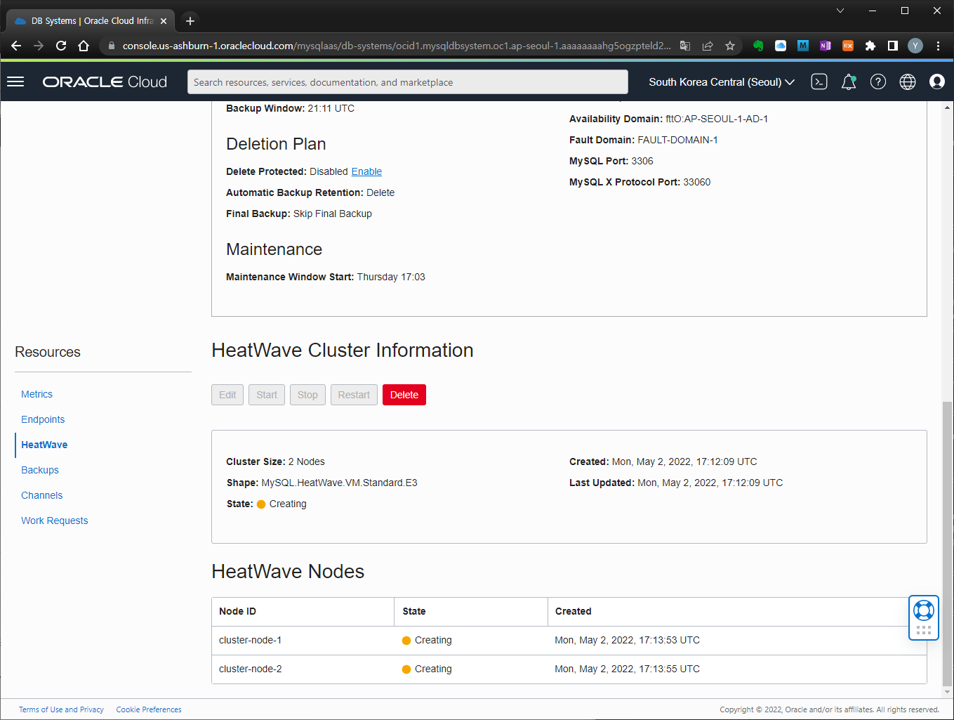 DB Systems | Oracle Cloud Infra
console.us-ashburn-1.oraclecloud.com/mysqlaas/db-systems/ocid1.mysqldbsystem.oc1.ap-seoul-1.aaaaaaaahg5ogzpteld2...
ORACLE Cloud
Search resources, services, documentation, and marketplace
South Korea Central (Seoul)
Backup Window: 21:11 UTC
Availability Domain: fttO:AP-SEOUL-1-AD-1
Deletion Plan
Fault Domain: FAULT-DOMAIN-1
MySQL Port: 3306
Delete Protected: Disabled Enable
MySQL X Protocol Port: 33060
Automatic Backup Retention: Delete
Final Backup: Skip Final Backup
Maintenance
Maintenance Window Start: Thursday 17:03
Resources
Metrics
Endpoints
HeatWave
Backups
Channels
Work Requests
HeatWave Cluster Information
Edit Start Stop Restart Delete
Cluster Size: 2 Nodes
Created: Mon, May 2, 2022, 17:12:09 UTC
Shape: MySQL.HeatWave.VM.Standard.E3
Last Updated: Mon, May 2, 2022, 17:12:09 UTC
State: Creating
HeatWave Nodes
Node ID State Created
cluster-node-1 Creating Mon, May 2, 2022, 17:13:53 UTC
cluster-node-2 Creating Mon, May 2, 2022, 17:13:55 UTC
Terms of Use and Privacy Cookie Preferences
Copyright © 2022, Oracle and/or its affiliates. All rights reserved.